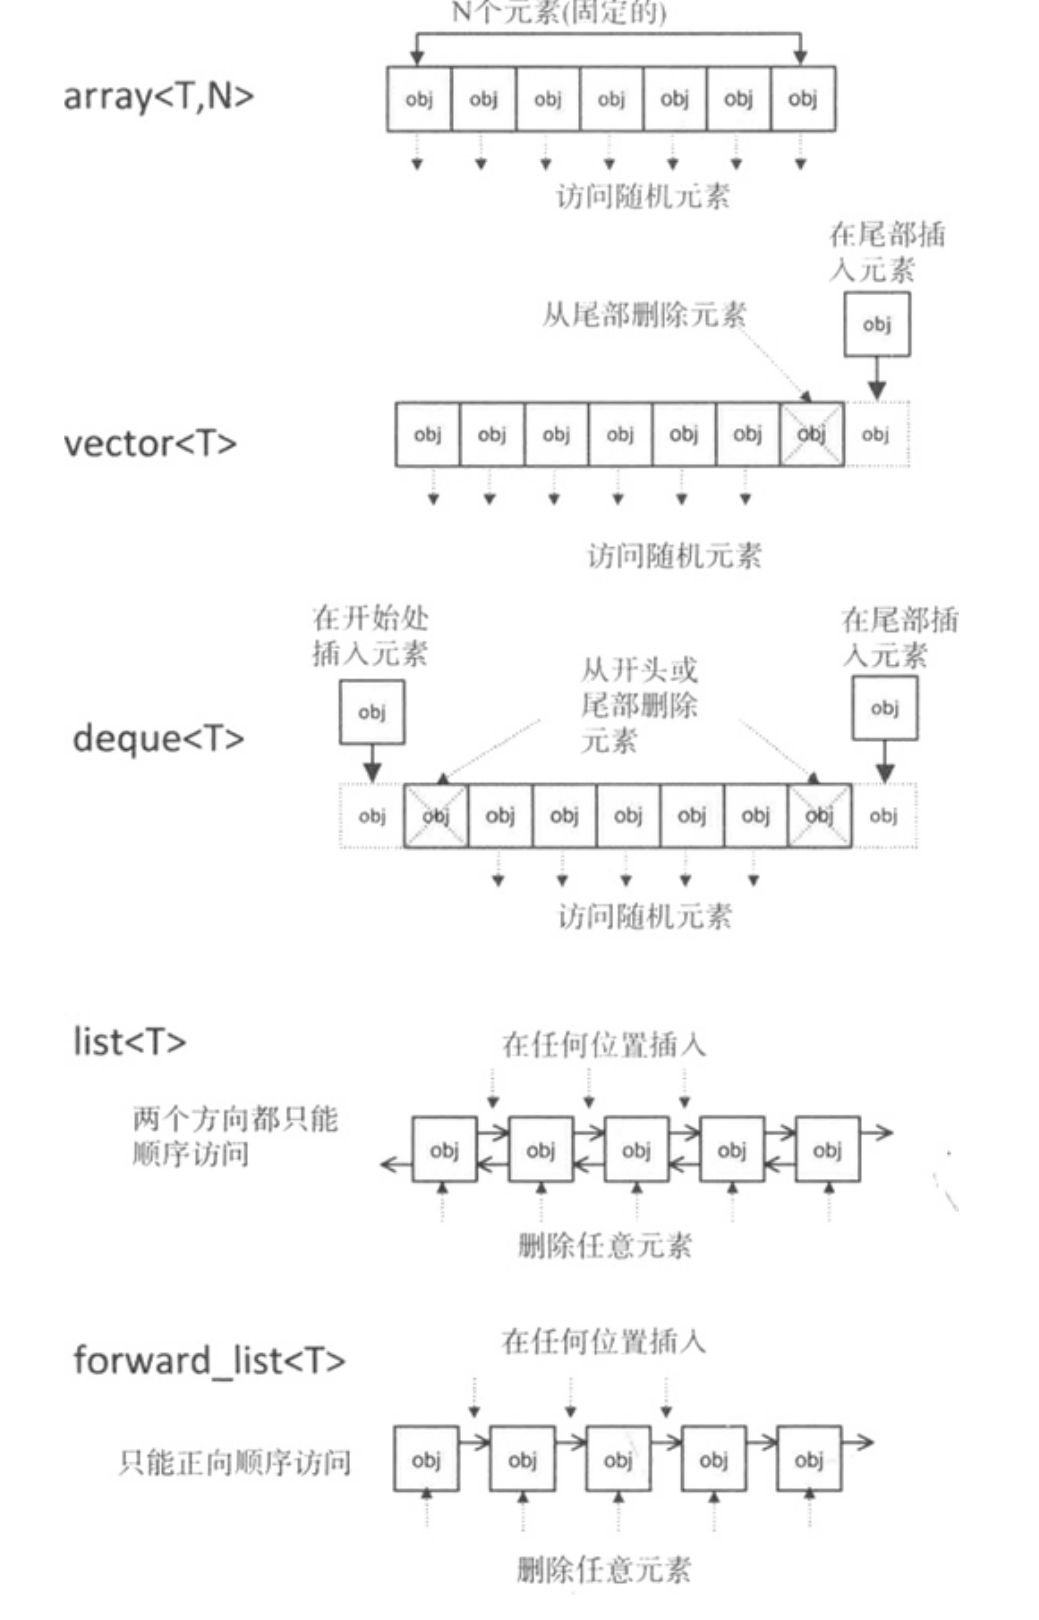 N个元素(固定的)
array<T,N>
obj obj obj obj obj obj obj
访问随机元素
在尾部插
入元素
从尾部删除元素
obj
vector<T>
obj obj obj obj obj obj obj obj
访问随机元素
在开始处
插入元素
在尾部插
入元素
从开头或
尾部删除
元素
obj
obj
deque<T>
obj obj obj obj obj obj obj obj obj
访问随机元素
list<T>
在任何位置插入
两个方向都只能
顺序访问
obj obj obj obj obj
删除任意元素
forward_list<T>
在任何位置插入
只能正向顺序访问
obj obj obj obj obj
删除任意元素